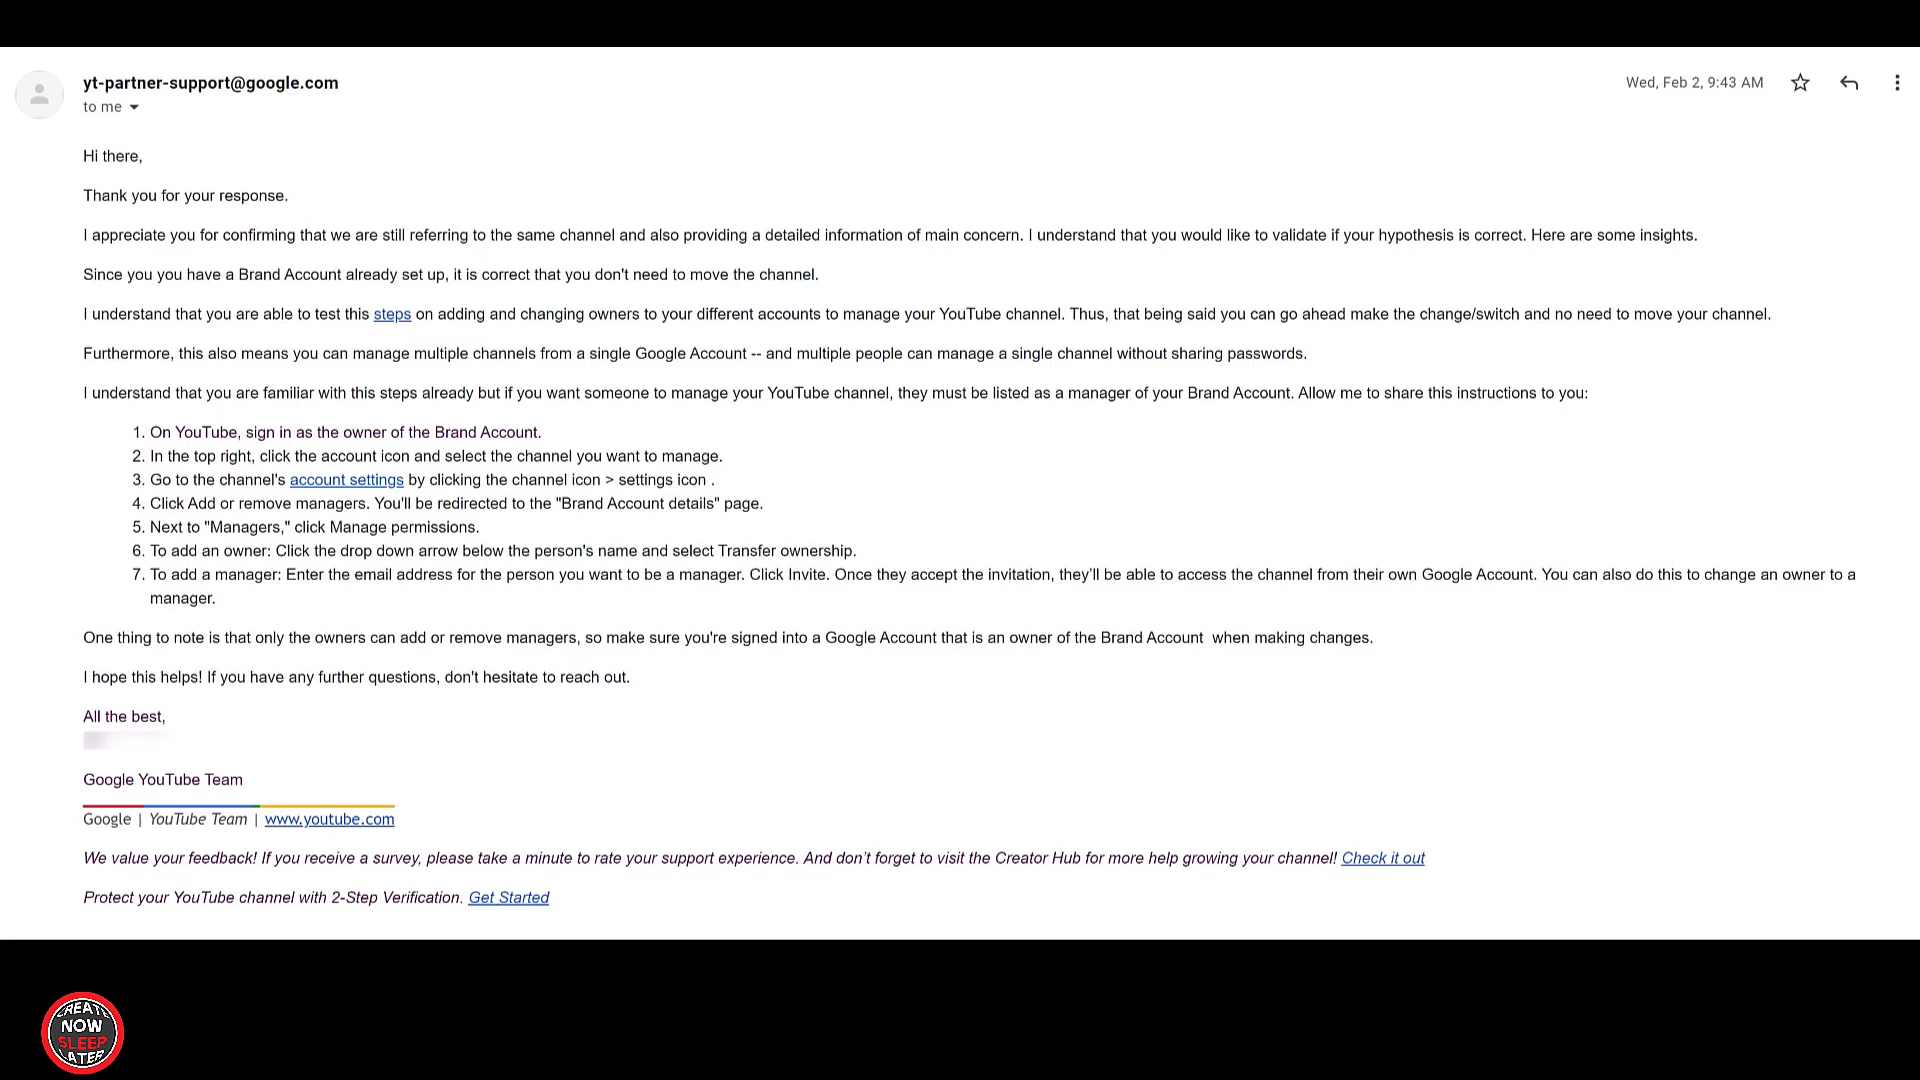 yt-partner-support@google.com
Wed, Feb 2, 9:43 AM
to me
Hi there,
Thank you for your response.
I appreciate you for confirming that we are still referring to the same channel and also providing a detailed information of main concern. I understand that you would like to validate if your hypothesis is correct. Here are some insights.
Since you you have a Brand Account already set up, it is correct that you don't need to move the channel.
I understand that you are able to test this steps on adding and changing owners to your different accounts to manage your YouTube channel. Thus, that being said you can go ahead make the change/switch and no need to move your channel.
Furthermore, this also means you can manage multiple channels from a single Google Account -- and multiple people can manage a single channel without sharing passwords.
I understand that you are familiar with this steps already but if you want someone to manage your YouTube channel, they must be listed as a manager of your Brand Account. Allow me to share this instructions to you:
1. On YouTube, sign in as the owner of the Brand Account.
2. In the top right, click the account icon and select the channel you want to manage.
3. Go to the channel's account settings by clicking the channel icon > settings icon .
4. Click Add or remove managers. You'll be redirected to the "Brand Account details" page.
5. Next to "Managers," click Manage permissions.
6. To add an owner: Click the drop down arrow below the person's name and select Transfer ownership.
7. To add a manager: Enter the email address for the person you want to be a manager. Click Invite. Once they accept the invitation, they'll be able to access the channel from their own Google Account. You can also do this to change an owner to a
manager.
One thing to note is that only the owners can add or remove managers, so make sure you're signed into a Google Account that is an owner of the Brand Account  when making changes.
I hope this helps! If you have any further questions, don't hesitate to reach out.
All the best,
Google YouTube Team
Google | YouTube Team | www.youtube.com
We value your feedback! If you receive a survey, please take a minute to rate your support experience. And don't forget to visit the Creator Hub for more help growing your channel! Check it out
Protect your YouTube channel with 2-Step Verification. Get Started
CREATE
NOW
SLEEP
LATER